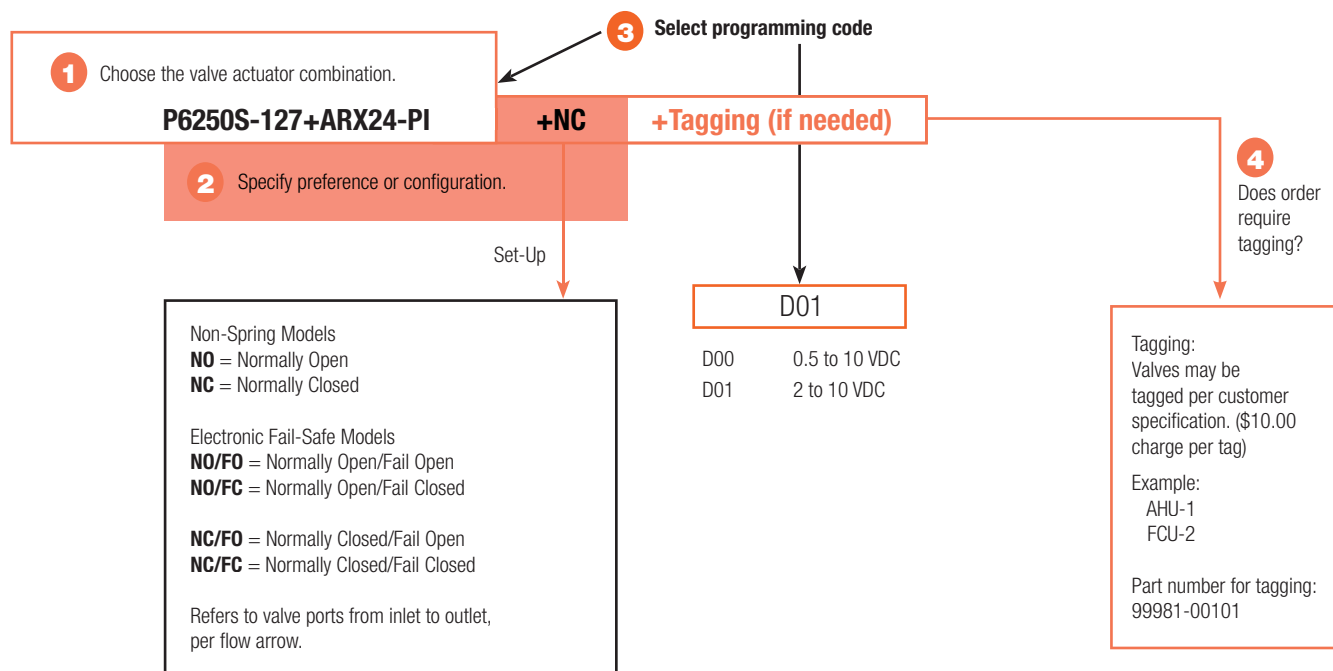 3 Select programming code
1 Choose the valve actuator combination.
P6250S-127+ARX24-PI +NC +Tagging (if needed)
2 Specify preference or configuration.
4
Does order
require
tagging?
Set-Up
Non-Spring Models
NO = Normally Open
NC = Normally Closed
Electronic Fail-Safe Models
NO/FO = Normally Open/Fail Open
NO/FC = Normally Open/Fail Closed
NC/FO = Normally Closed/Fail Open
NC/FC = Normally Closed/Fail Closed
Refers to valve ports from inlet to outlet,
per flow arrow.
D01
D00 0.5 to 10 VDC
D01 2 to 10 VDC
Tagging:
Valves may be
tagged per customer
specification. ($10.00
charge per tag)
Example:
AHU-1
FCU-2
Part number for tagging:
99981-00101